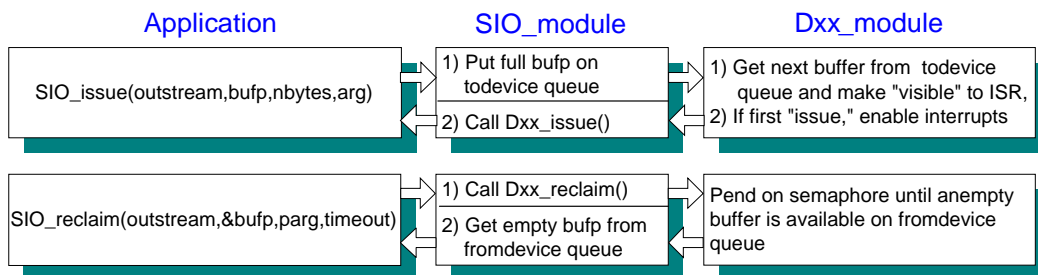 Application
SIO_module
Dxx_module
SIO_issue(outstream,bufp,nbytes,arg)
1) Put full bufp on
todevice queue
2) Call Dxx_issue()
1) Get next buffer from todevice
queue and make "visible" to ISR,
2) If first "issue," enable interrupts
SIO_reclaim(outstream,&bufp,parg,timeout)
1) Call Dxx_reclaim()
2) Get empty bufp from
fromdevice queue
Pend on semaphore until anempty
buffer is available on fromdevice
queue